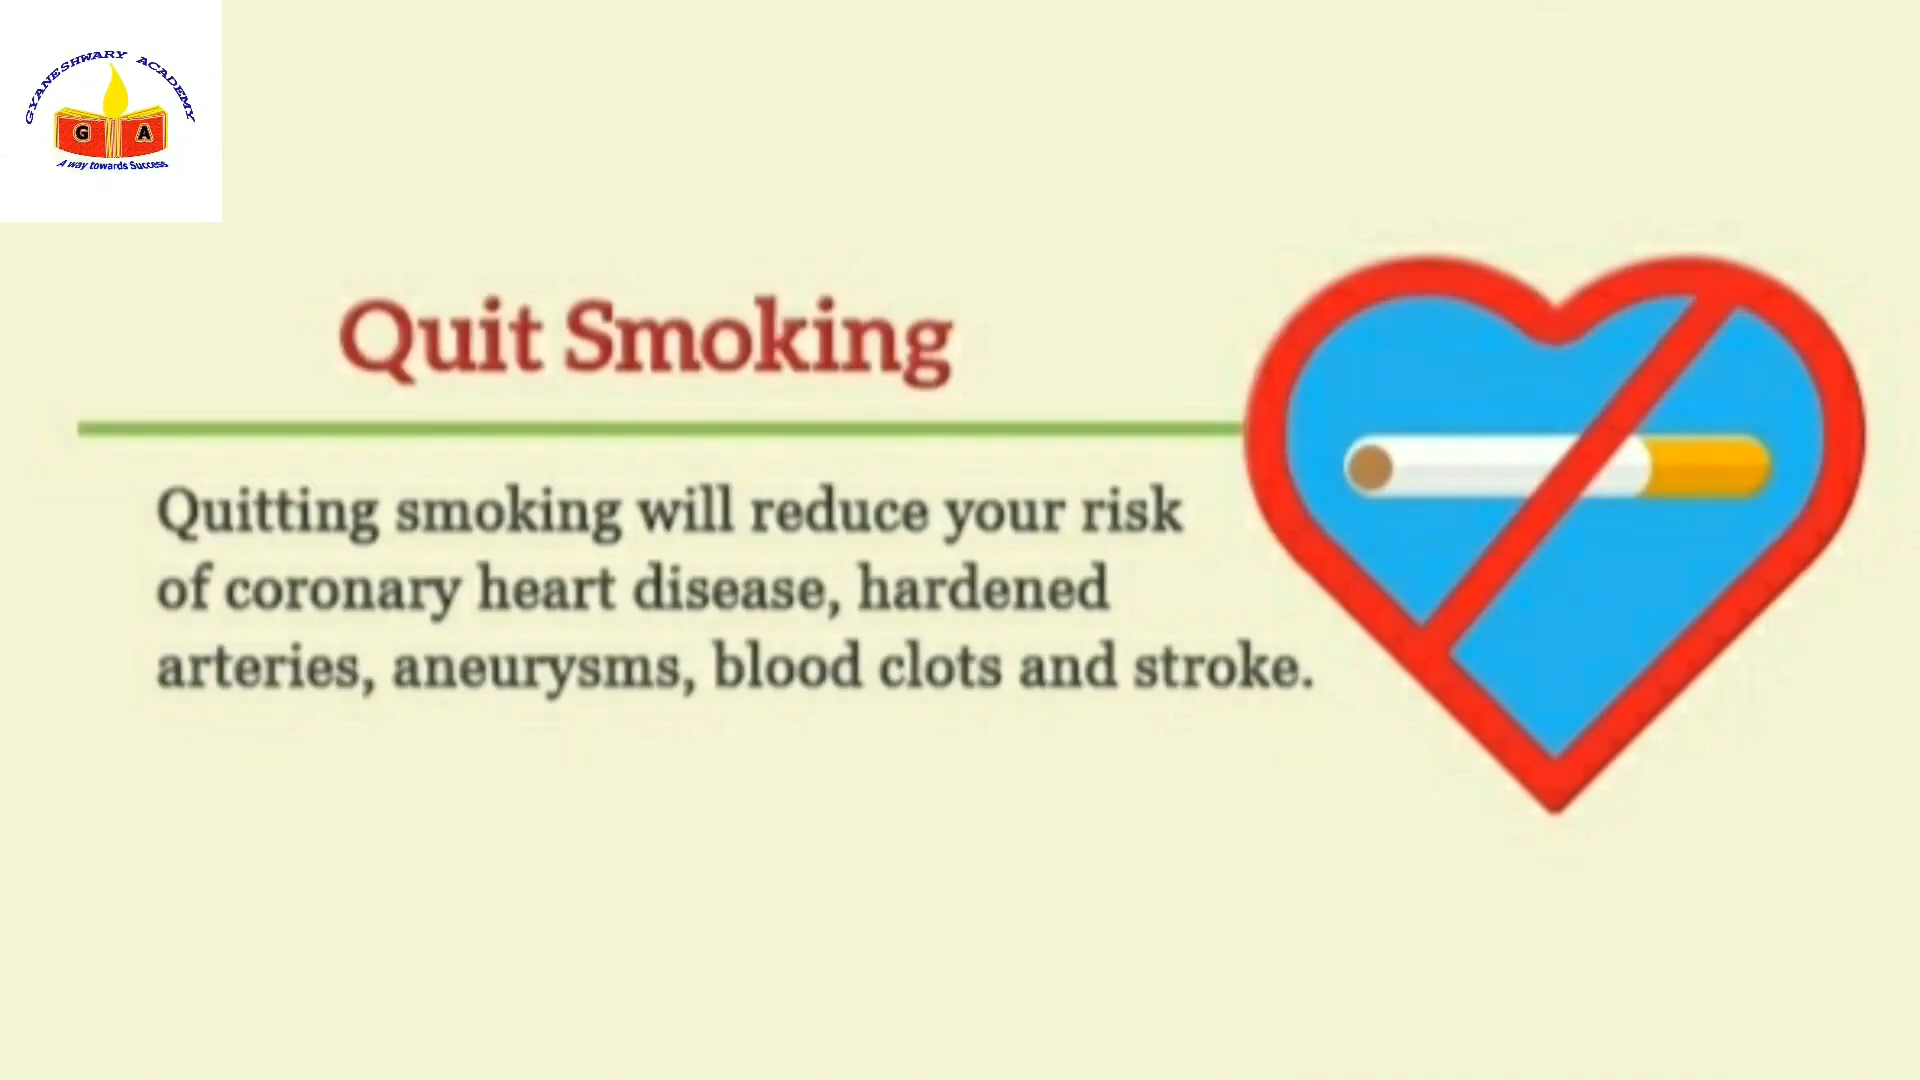 GYANESHWARY ACADEMY
G A
A way towards Success
Quit Smoking
Quitting smoking will reduce your risk
of coronary heart disease, hardened
arteries, aneurysms, blood clots and stroke.